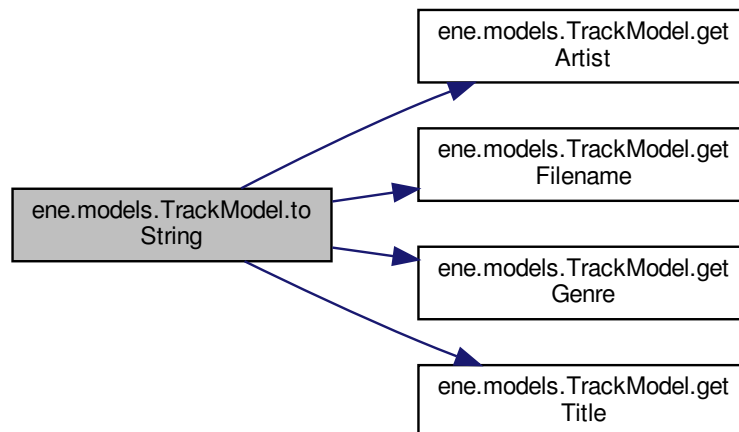 ene.models.TrackModel.to
String
ene.models.TrackModel.get
Artist
ene.models.TrackModel.get
Filename
ene.models.TrackModel.get
Genre
ene.models.TrackModel.get
Title